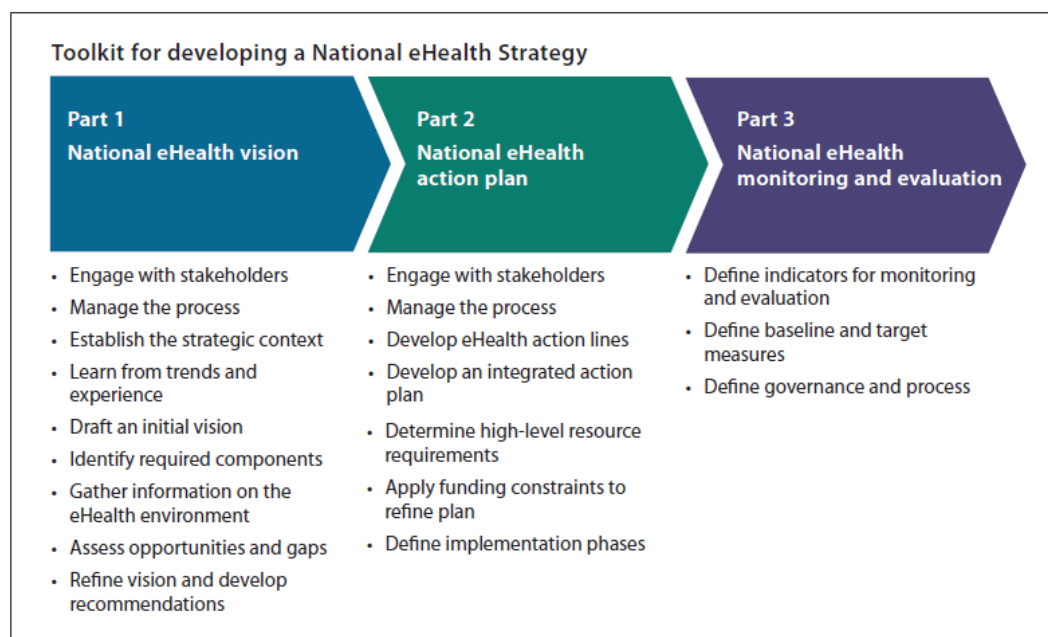 Toolkit for developing a National eHealth Strategy
Part 1
National eHealth vision
• Engage with stakeholders
• Manage the process
• Establish the strategic context
• Learn from trends and
experience
• Draft an initial vision
• Identify required components
• Gather information on the
eHealth environment
• Assess opportunities and gaps
• Refine vision and develop
recommendations
Part 2
National eHealth
action plan
• Engage with stakeholders
• Manage the process
• Develop eHealth action lines
• Develop an integrated action
plan
• Determine high-level resource
requirements
• Apply funding constraints to
refine plan
• Define implementation phases
Part 3
National eHealth
monitoring and evaluation
• Define indicators for monitoring
and evaluation
• Define baseline and target
measures
• Define governance and process